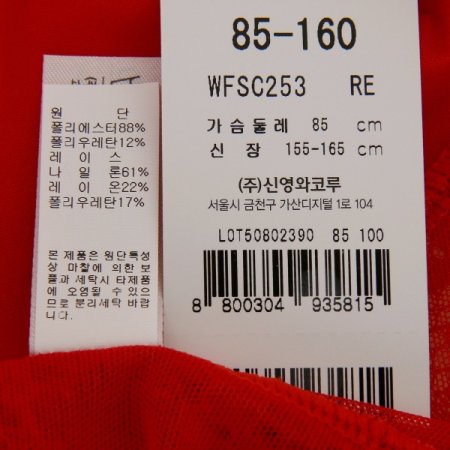 85-160
WFSC253 RE
가슴둘레 85 cm
신 장 155-165 cm
(주)신영와코루
서울시 금천구 가산디지털 1로 104
LOT50802390 85 100
8 800304 935815
원 단
폴리에스터88%
폴리우레탄12%
레 이 스
나 일 론61%
레 이 온22%
폴리우레탄17%
본 제품은 원단특성
상 마찰에 의한 보
플과 세탁시 타제품
에 오염될 수 있으
므로 분리세탁 바랍
니다.